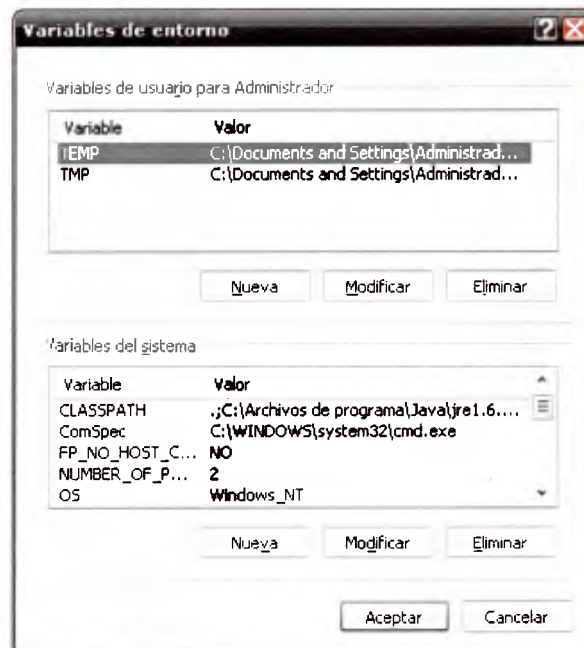 Variables de entorno
Variables de usuario para Administrador
Variable Valor
TEMP C:\Documents and Settings\Administrad...
TMP C:\Documents and Settings\Administrad...
Nueva Modificar Eliminar
Variables del sistema
Variable Valor
CLASSPATH .;C:\Archivos de programa\Java\jre1.6....
ComSpec C:\WINDOWS\system32\cmd.exe
FP_NO_HOST_C... NO
NUMBER_OF_P... 2
OS Windows_NT
Nueva Modificar Eliminar
Aceptar Cancelar